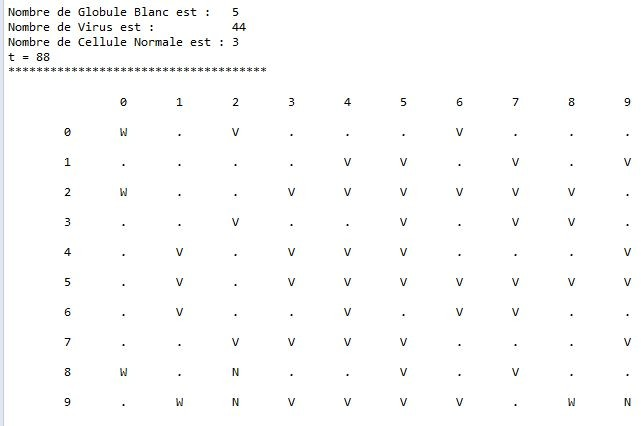 Nombre de Globule Blanc est :   5
Nombre de Virus est :           44
Nombre de Cellule Normale est : 3
t = 88
*************************************
0 1 2 3 4 5 6 7 8 9
0 W . V . . . V . . .
1 . . . . V V . V . V
2 W . . V V V V V V .
3 . . V . . V . V V .
4 . V . V V V . . . V
5 . V . V V V V V V V
6 . V . . V . V V . .
7 . . V V V V . . . V
8 W . N . . V . V . .
9 . W N V V V V . W N